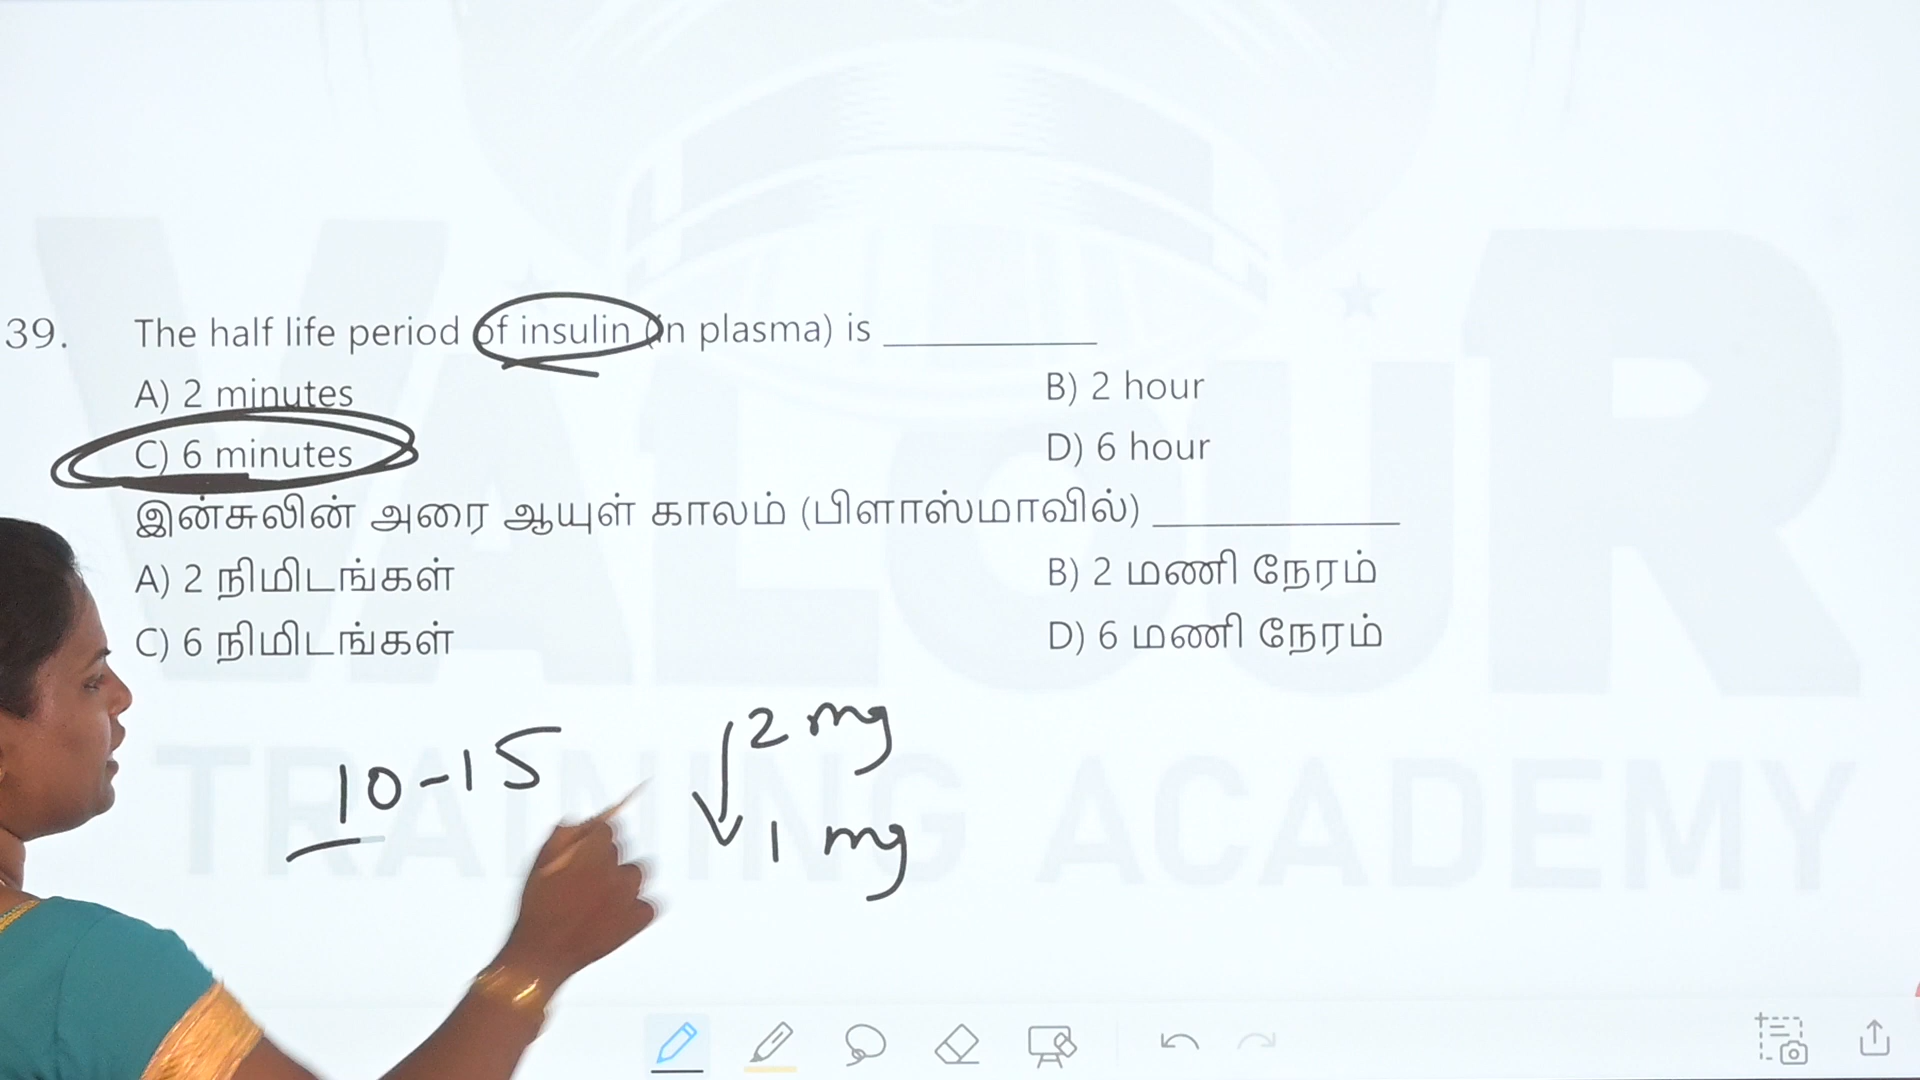 39. The half life period of insulin (in plasma) is ____________
A) 2 minutes B) 2 hour
C) 6 minutes D) 6 hour
இன்சுலின் அரை ஆயுள் காலம் (பிளாஸ்மாவில்) ______________
A) 2 நிமிடங்கள் B) 2 மணி நேரம்
C) 6 நிமிடங்கள் D) 6 மணி நேரம்
10-15
2 mg
1 mg
VALOUR
TRAINING ACADEMY